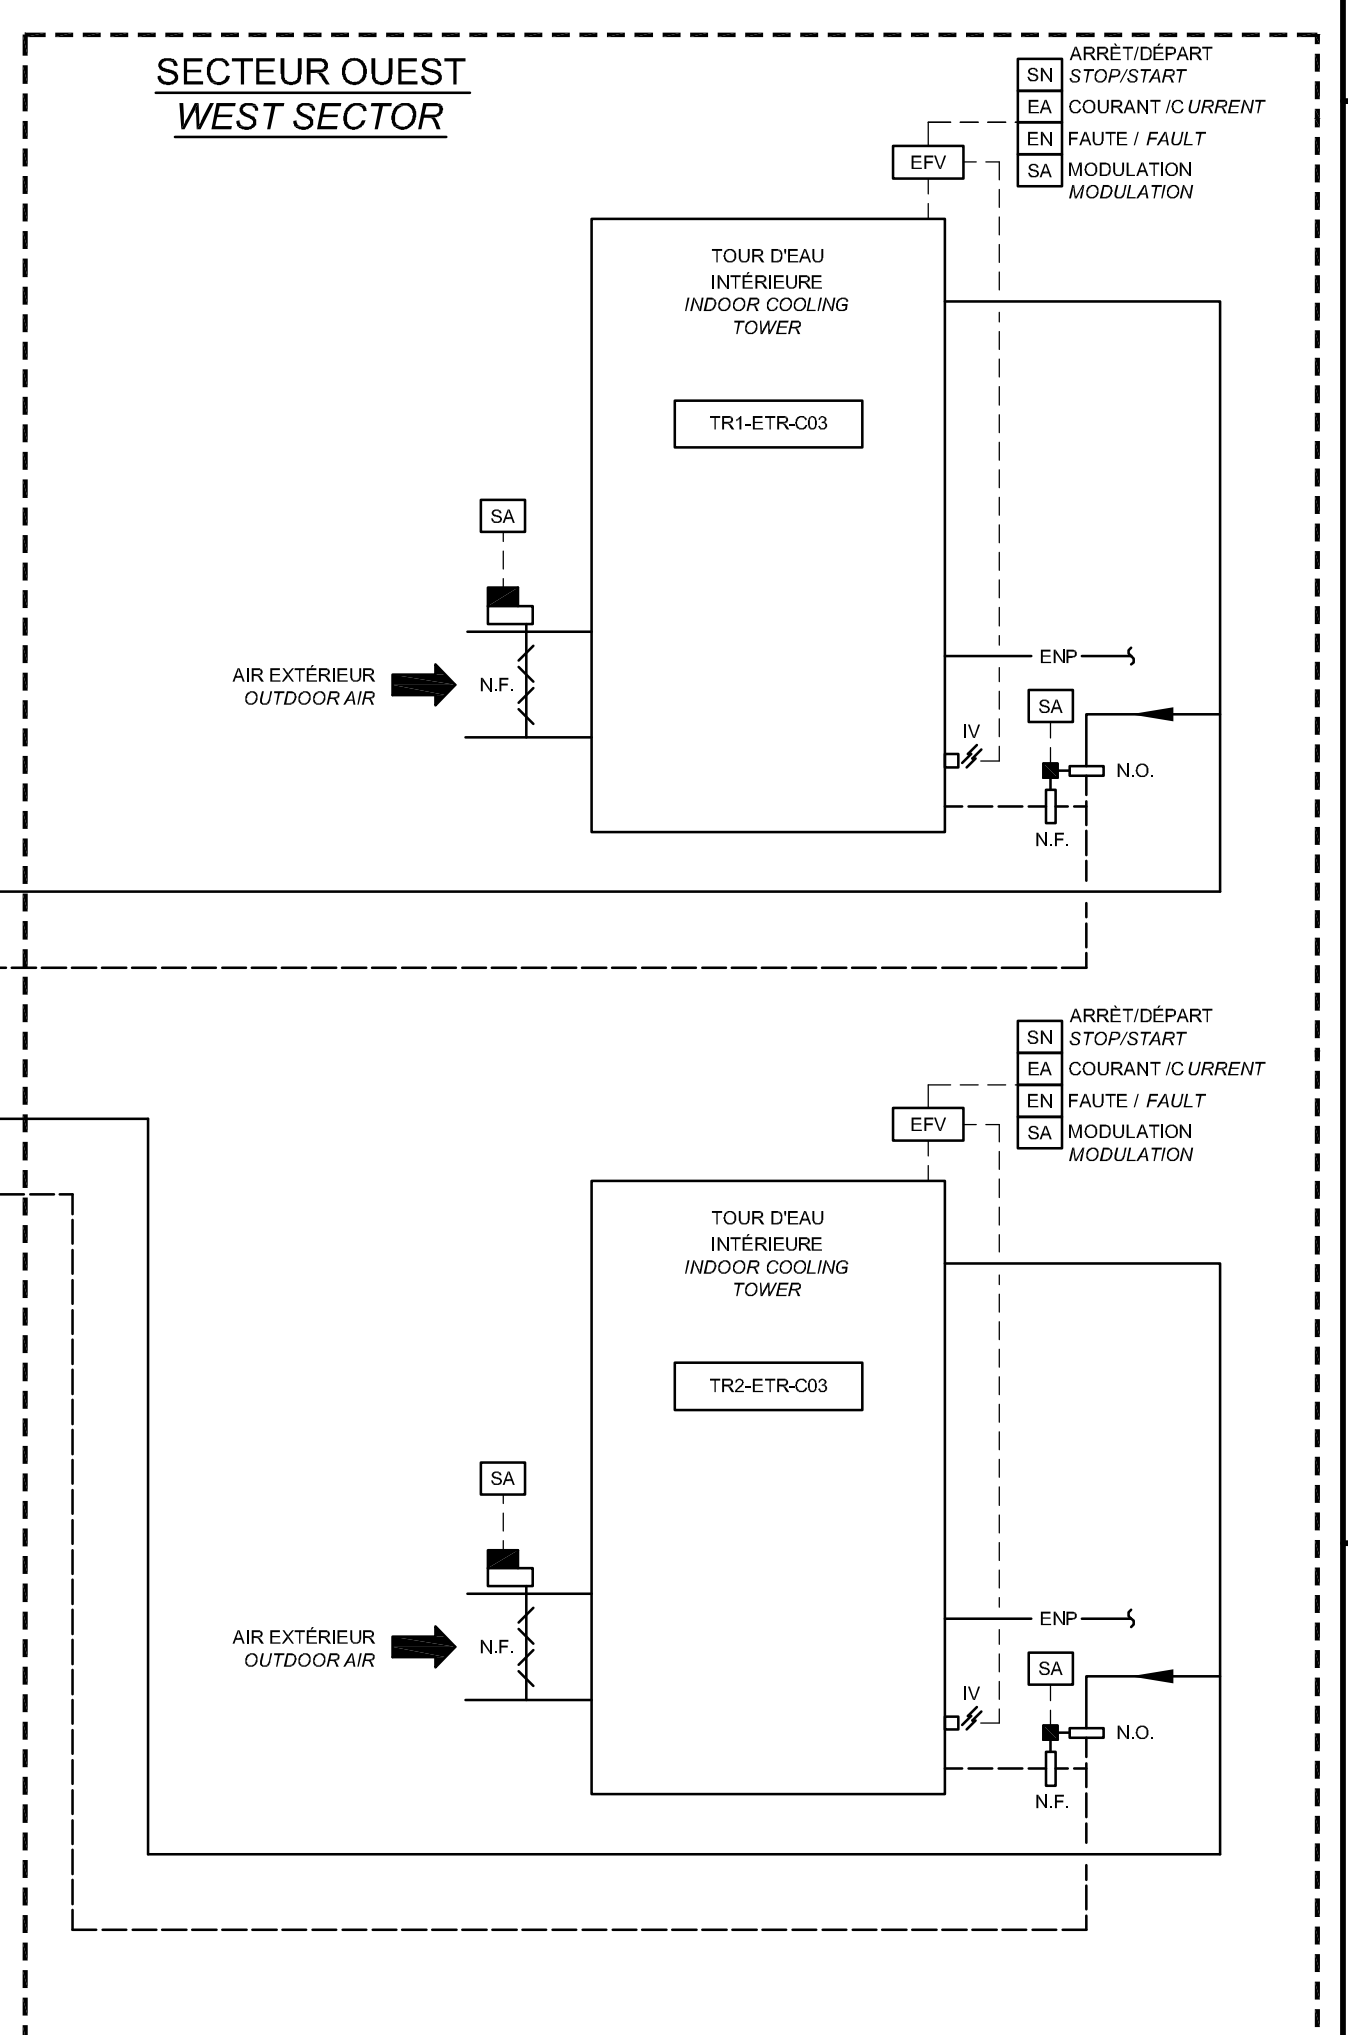 SECTEUR OUEST
WEST SECTOR
ARRÈT/DÉPART
SN STOP/START
EA COURANT /CURRENT
EN FAUTE / FAULT
SA MODULATION
MODULATION
EFV
TOUR D'EAU
INTÉRIEURE
INDOOR COOLING
TOWER
TR1-ETR-C03
SA
AIR EXTÉRIEUR
OUTDOOR AIR
N.F.
ENP
SA
IV
N.O.
N.F.
ARRÈT/DÉPART
SN STOP/START
EA COURANT /CURRENT
EN FAUTE / FAULT
SA MODULATION
MODULATION
EFV
TOUR D'EAU
INTÉRIEURE
INDOOR COOLING
TOWER
TR2-ETR-C03
SA
AIR EXTÉRIEUR
OUTDOOR AIR
N.F.
ENP
SA
IV
N.O.
N.F.